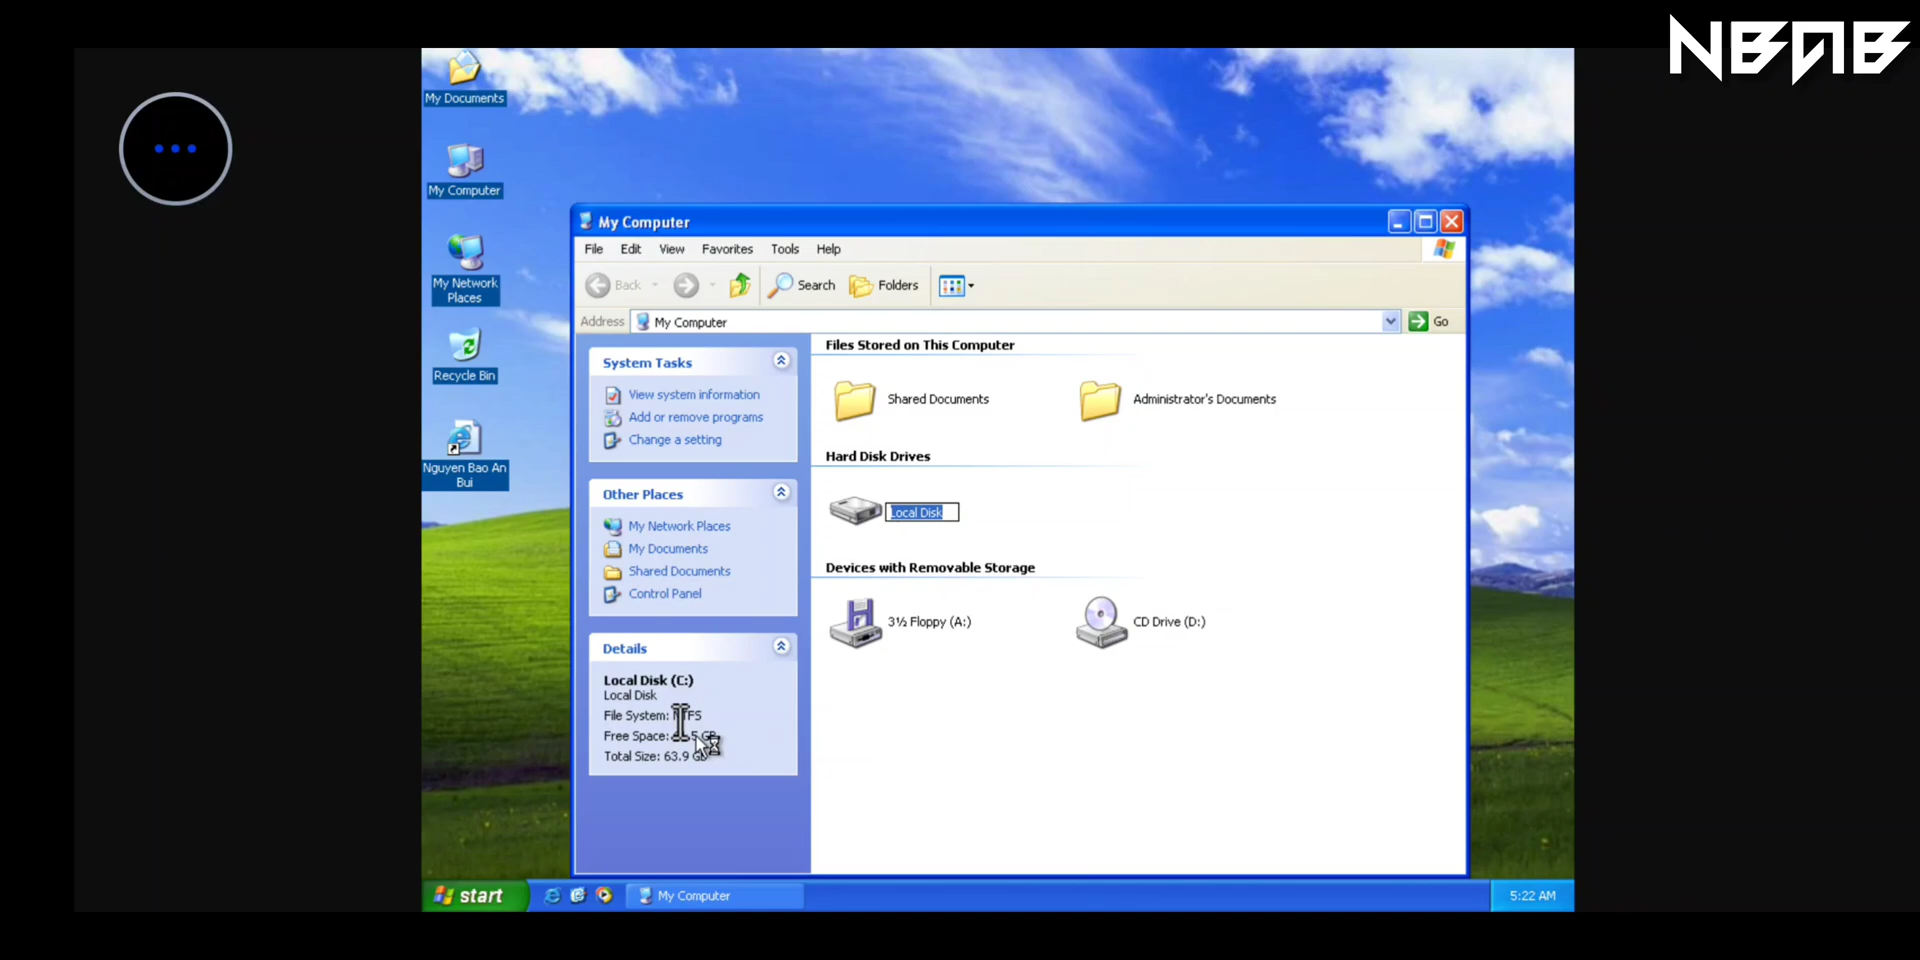 NBAB
My Documents
My Computer
My Network
Places
Recycle Bin
Nguyen Bao An
Bui
My Computer
File Edit View Favorites Tools Help
Back Search Folders
Address My Computer Go
System Tasks
View system information
Add or remove programs
Change a setting
Other Places
My Network Places
My Documents
Shared Documents
Control Panel
Details
Local Disk (C:)
Local Disk
File System:
Free Space:
Total Size: 63.9
Files Stored on This Computer
Shared Documents Administrator's Documents
Hard Disk Drives
Local Disk
Devices with Removable Storage
3½ Floppy (A:) CD Drive (D:)
start My Computer 5:22 AM